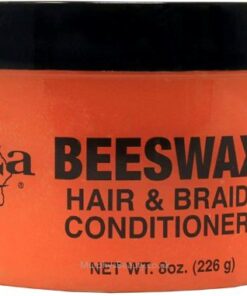 BEESWAX
HAIR & BRAID
CONDITIONER
NET WT. 8oz. (226 g)